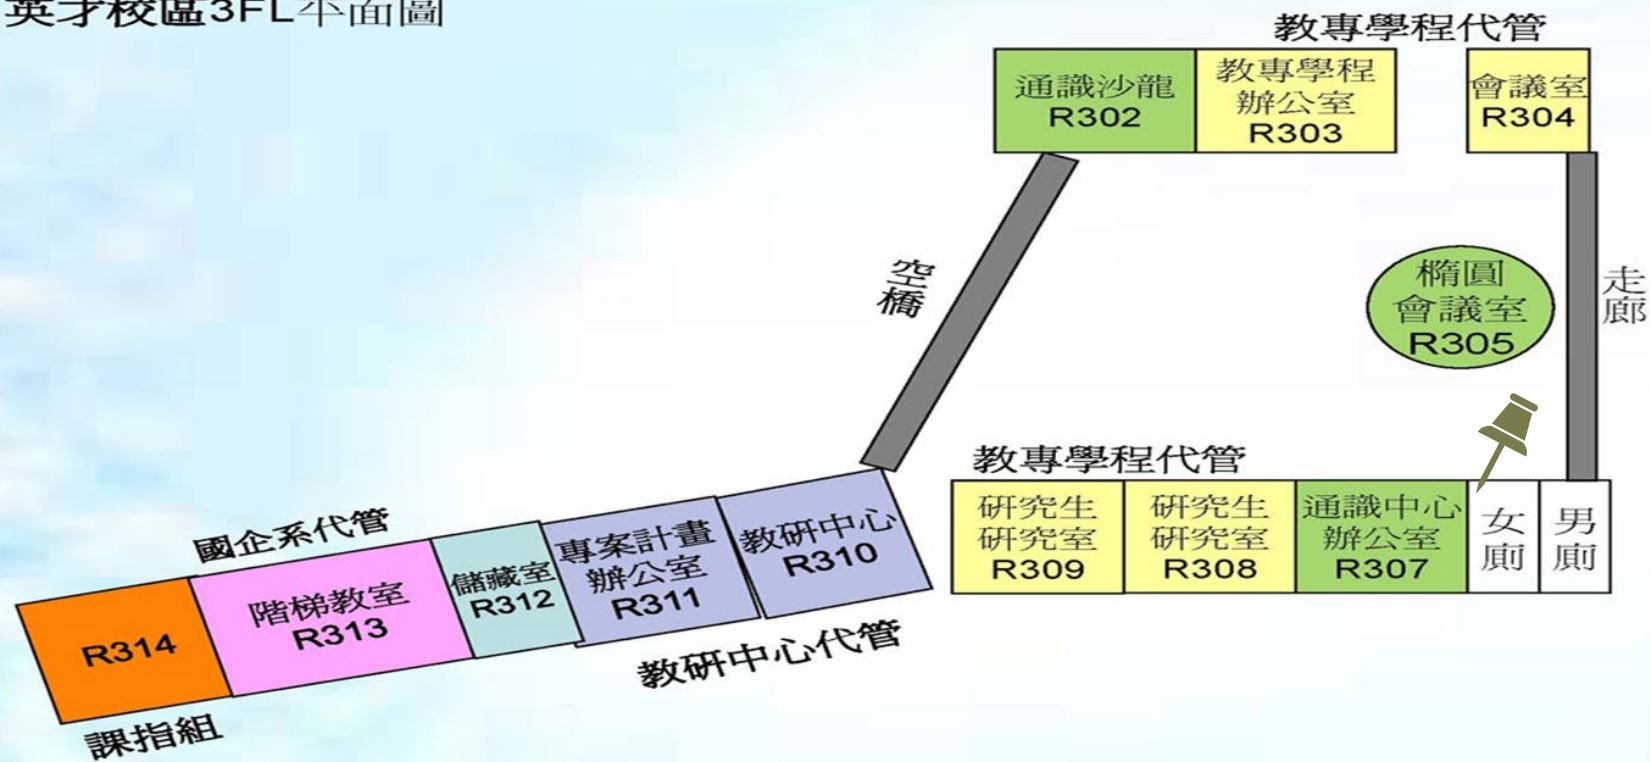 英才校區3FL平面圖
教專學程代管
通識沙龍
R302
教專學程
辦公室
R303
會議室
R304
空橋
橢圓
會議室
R305
走廊
教專學程代管
研究生
研究室
R309
研究生
研究室
R308
通識中心
辦公室
R307
女廁
男廁
國企系代管
R314
階梯教室
R313
儲藏室
R312
專案計畫
辦公室
R311
教研中心
R310
教研中心代管
課指組